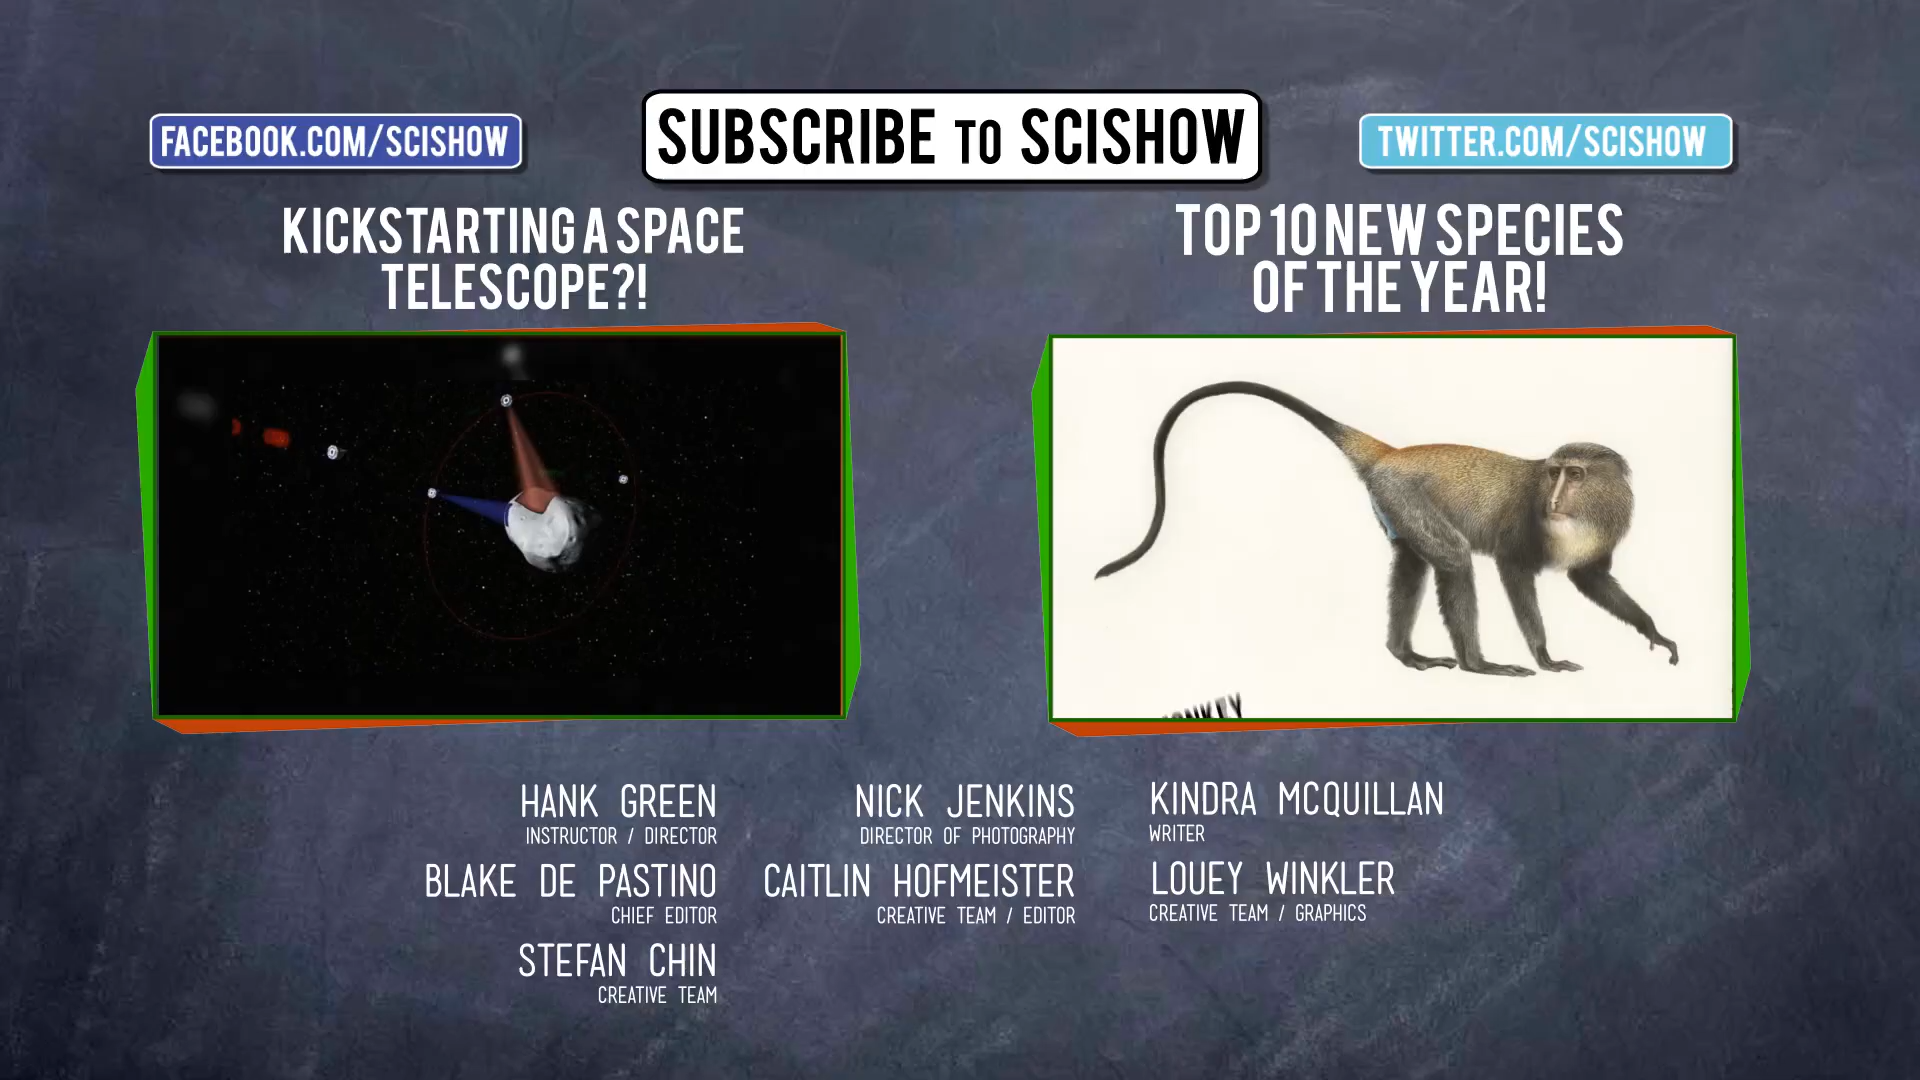 FACEBOOK.COM/SCISHOW
SUBSCRIBE TO SCISHOW
TWITTER.COM/SCISHOW
KICKSTARTING A SPACE
TELESCOPE?!
TOP 10 NEW SPECIES
OF THE YEAR!
HANK GREEN
INSTRUCTOR / DIRECTOR
BLAKE DE PASTINO
CHIEF EDITOR
STEFAN CHIN
CREATIVE TEAM
NICK JENKINS
DIRECTOR OF PHOTOGRAPHY
CAITLIN HOFMEISTER
CREATIVE TEAM / EDITOR
KINDRA MCQUILLAN
WRITER
LOUEY WINKLER
CREATIVE TEAM / GRAPHICS